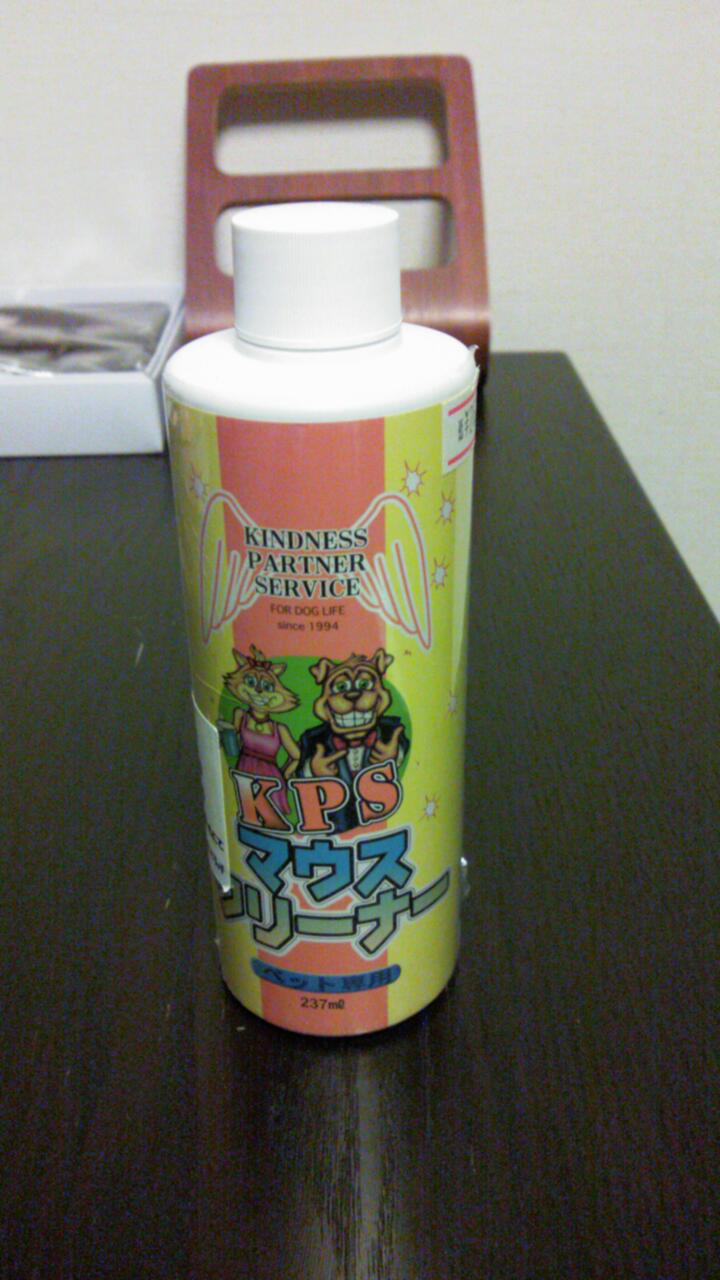 KINDNESS
PARTNER
SERVICE
FOR DOG LIFE
since 1994
KPS
マウス
クリーナー
ペット専用
237mℓ